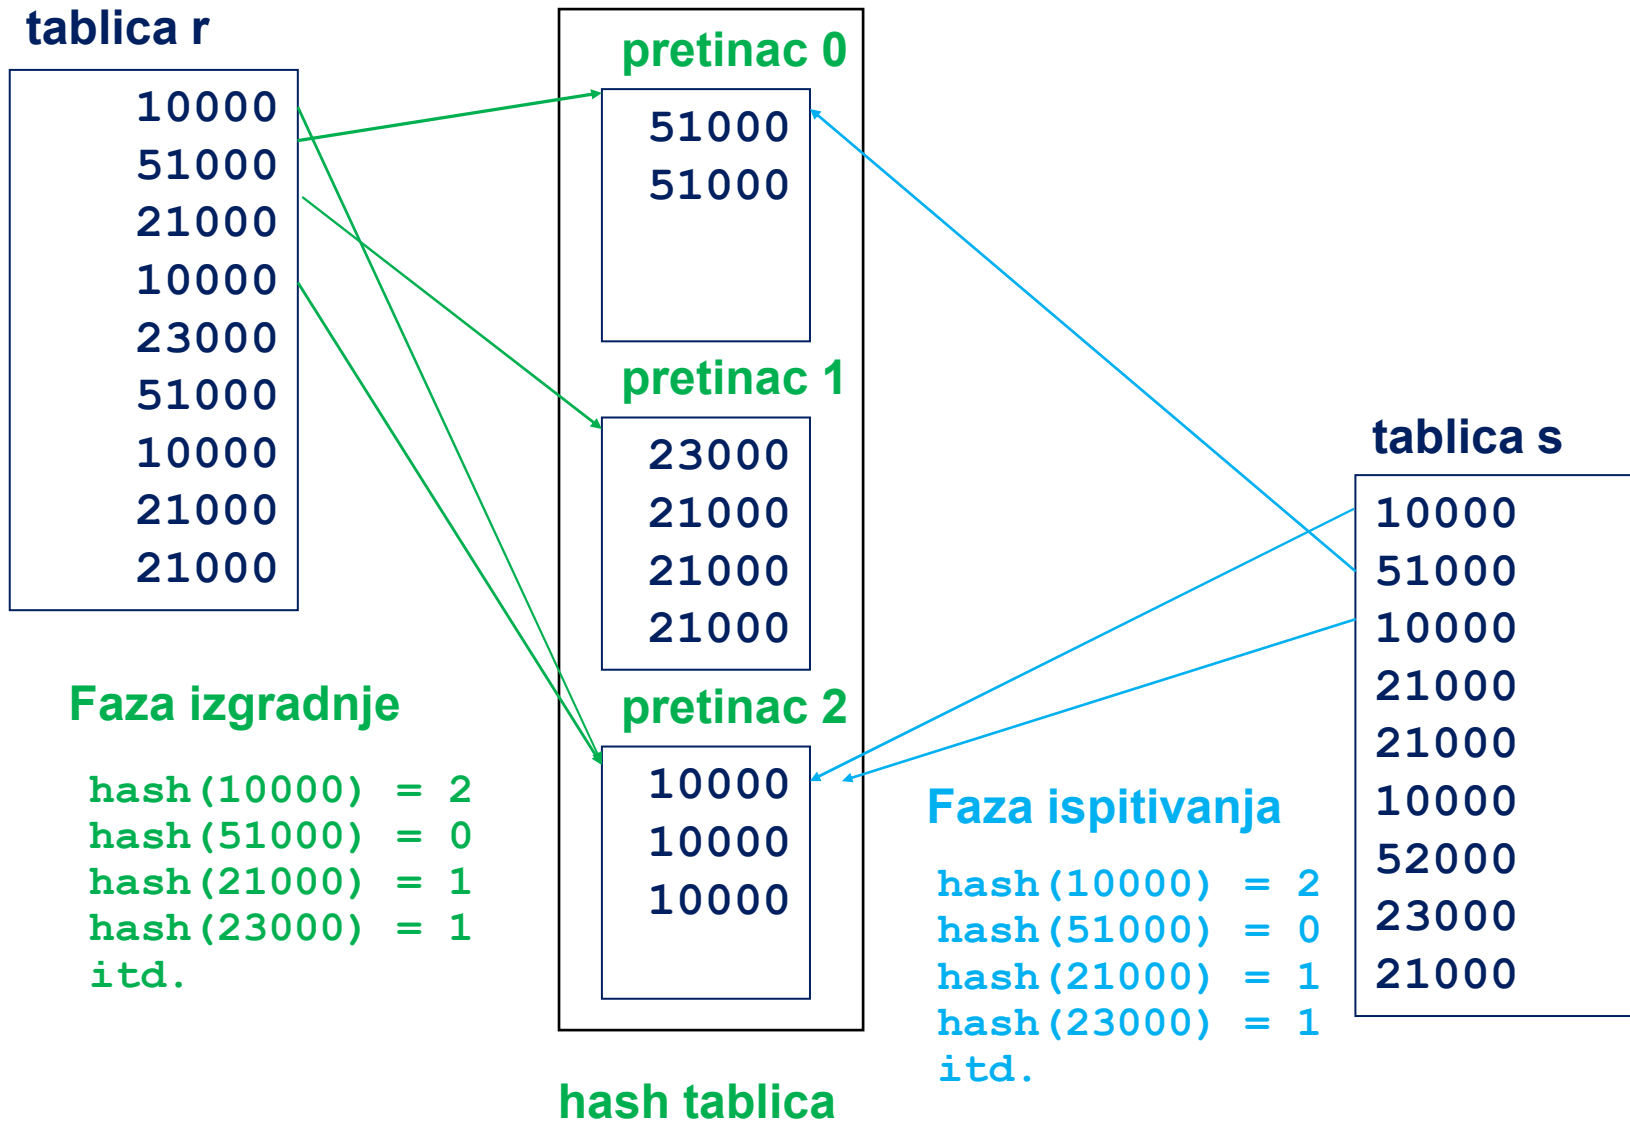 tablica r
10000
51000
21000
10000
23000
51000
10000
21000
21000
Faza izgradnje
hash(10000) = 2
hash(51000) = 0
hash(21000) = 1
hash(23000) = 1
itd.
pretinac 0
51000
51000
pretinac 1
23000
21000
21000
21000
pretinac 2
10000
10000
10000
hash tablica
Faza ispitivanja
hash(10000) = 2
hash(51000) = 0
hash(21000) = 1
hash(23000) = 1
itd.
tablica s
10000
51000
10000
21000
21000
10000
52000
23000
21000